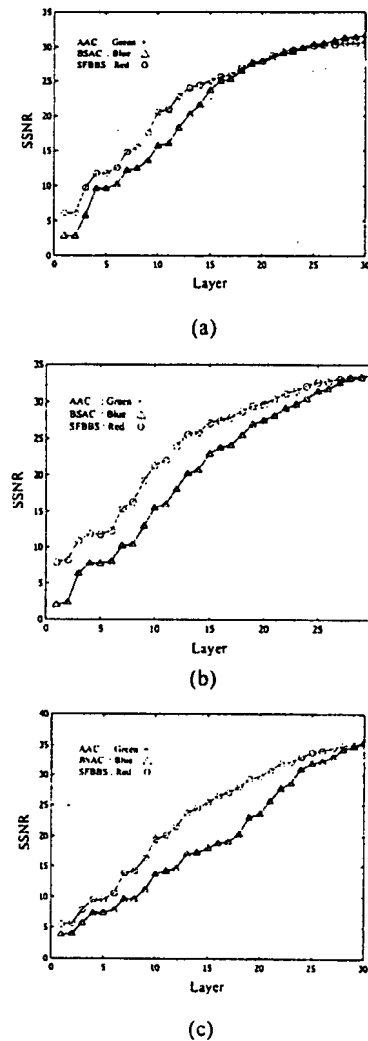 35
30
25
20
15
10
5
0
SSNR
AAC : Green +
BSAC : Blue △
SFBBS : Red ○
0 5 10 15 20 25 30
Layer
(a)
35
30
25
20
15
10
5
0
SSNR
AAC : Green +
BSAC : Blue △
SFBBS : Red ○
0 5 10 15 20 25
Layer
(b)
40
35
30
25
20
15
10
5
0
SSNR
AAC : Green +
BSAC : Blue △
SFBBS : Red ○
0 5 10 15 20 25 30
Layer
(c)